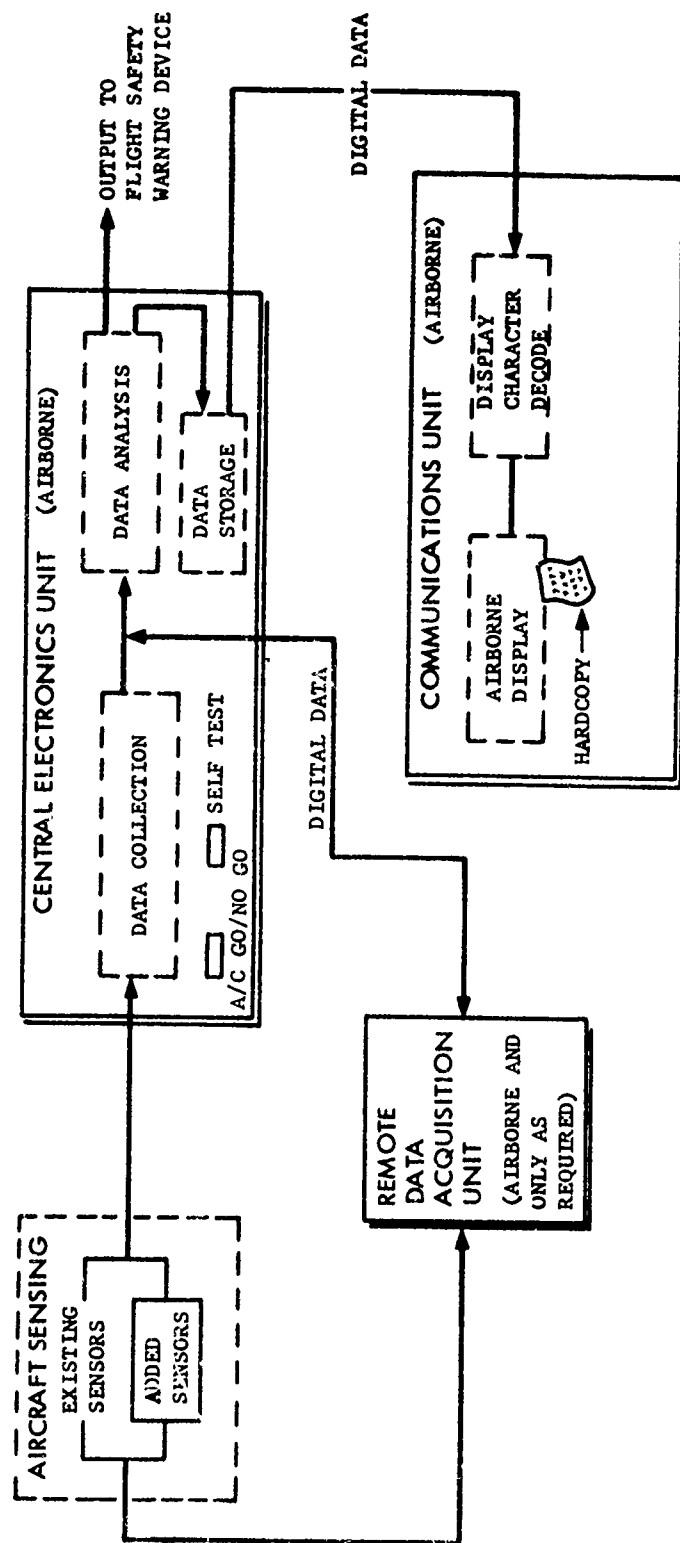 AIRCRAFT SENSING
EXISTING
SENSORS
ADDED
SENSORS
CENTRAL ELECTRONICS UNIT (AIRBORNE)
DATA COLLECTION
A/C GO/NO GO
SELF TEST
DATA ANALYSIS
DATA
STORAGE
OUTPUT TO
FLIGHT SAFETY
WARNING DEVICE
DIGITAL DATA
DIGITAL DATA
REMOTE
DATA
ACQUISITION
UNIT
(AIRBORNE AND
ONLY AS
REQUIRED)
COMMUNICATIONS UNIT (AIRBORNE)
AIRBORNE
DISPLAY
HARDCOPY
DISPLAY
CHARACTER
DECODE